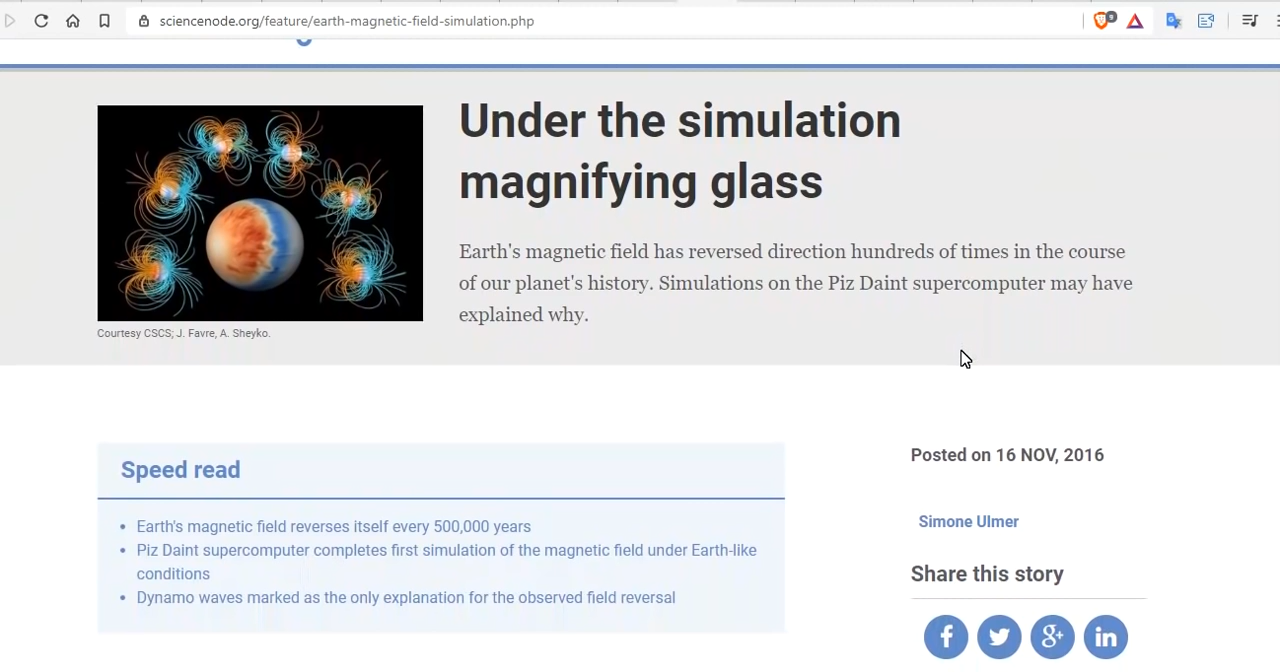 sciencenode.org/feature/earth-magnetic-field-simulation.php
9
Under the simulation
magnifying glass
Earth's magnetic field has reversed direction hundreds of times in the course
of our planet's history. Simulations on the Piz Daint supercomputer may have
explained why.
Courtesy CSCS; J. Favre, A. Sheyko.
Speed read
Earth's magnetic field reverses itself every 500,000 years
Piz Daint supercomputer completes first simulation of the magnetic field under Earth-like
conditions
Dynamo waves marked as the only explanation for the observed field reversal
Posted on 16 NOV, 2016
Simone Ulmer
Share this story